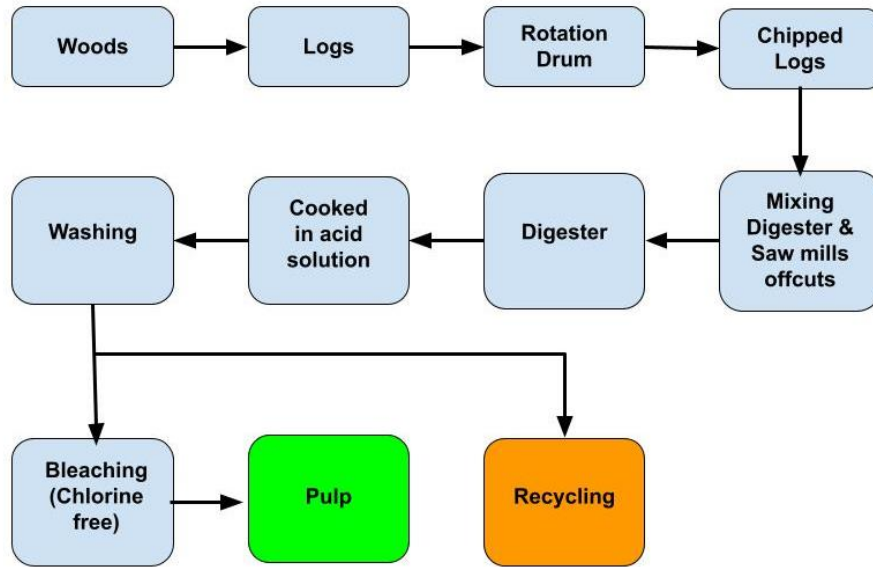 Woods
Logs
Rotation
Drum
Chipped
Logs
Washing
Cooked
in acid
solution
Digester
Mixing
Digester &
Saw mills
offcuts
Bleaching
(Chlorine
free)
Pulp
Recycling